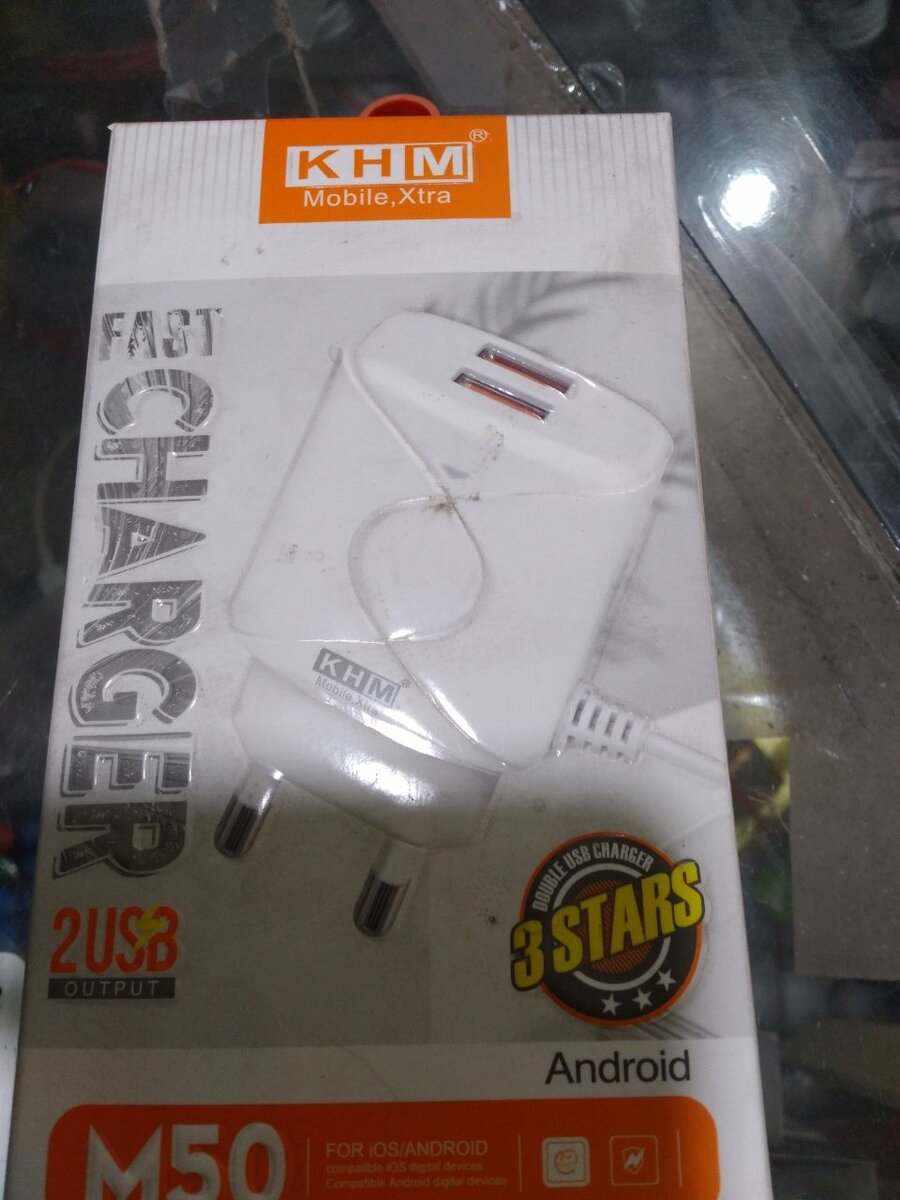 KHM®
Mobile,Xtra
FAST
CHARGER
2USB
OUTPUT
KHM®
Mobile,Xtra
DOUBLE USB CHARGER
3 STARS
Android
M50
FOR iOS/ANDROID
compatible iOS digital devices
Compatible Android digital devices